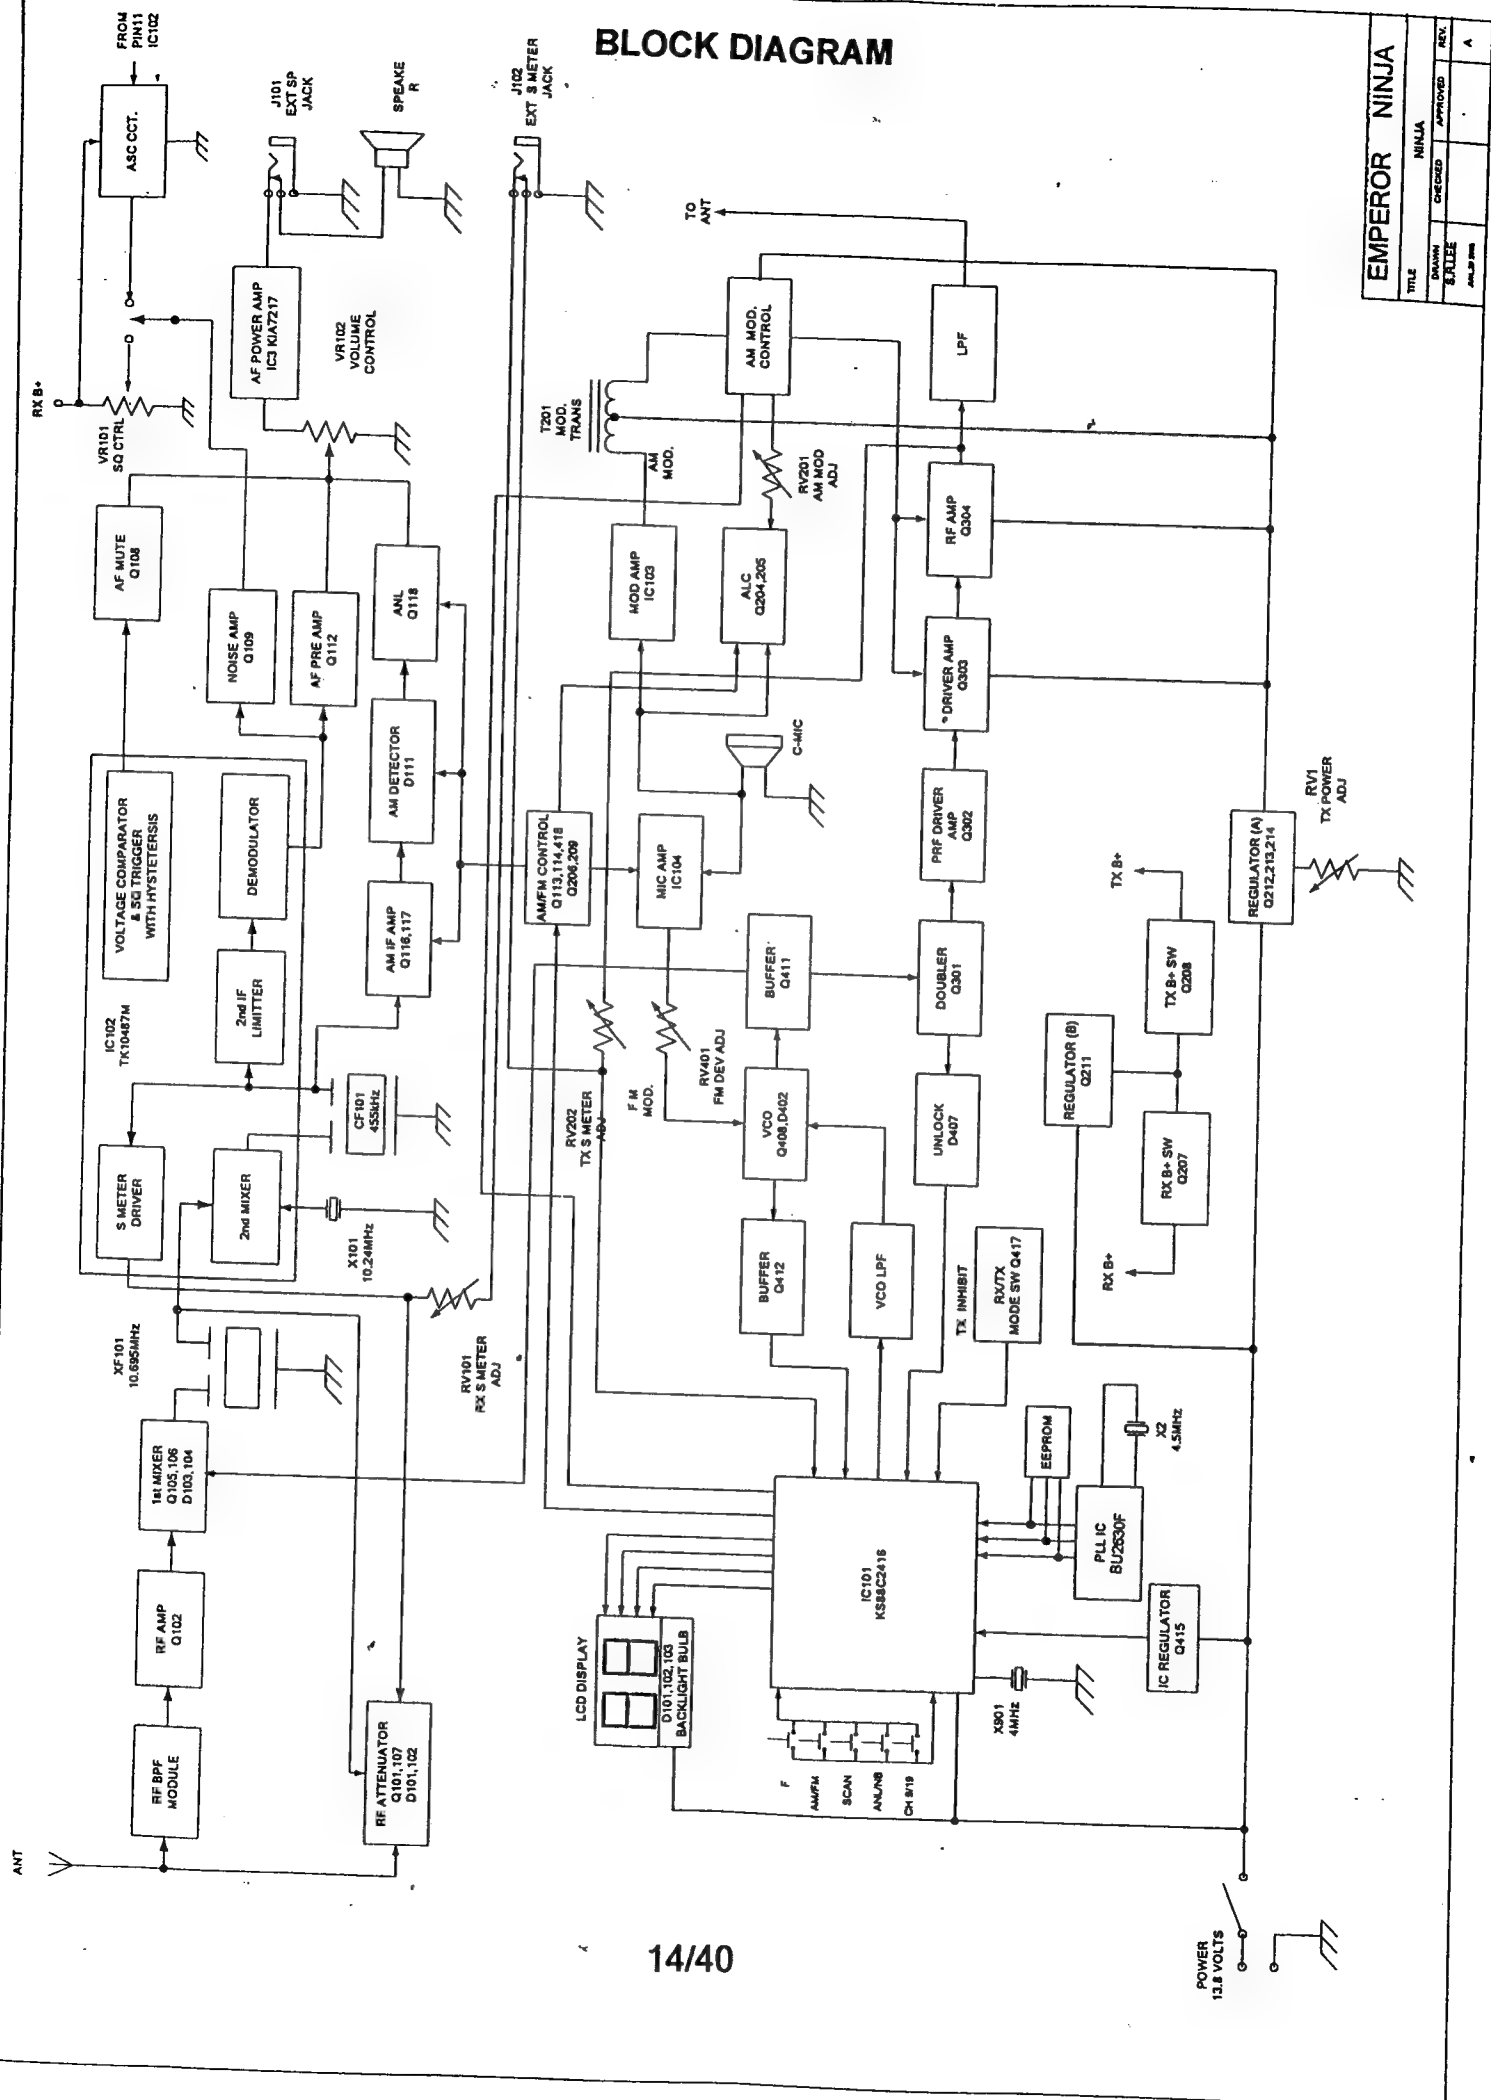 BLOCK DIAGRAM
ANT
RF BPF
MODULE
RF AMP
Q102
1st MIXER
Q105,106
D103,104
XF101
10.695MHz
RF ATTENUATOR
Q101,107
D101,102
S METER
DRIVER
2nd MIXER
X101
10.24MHz
RV101
RX S METER
ADJ
CF101
455kHz
IC102
TK10487M
2nd IF
LIMITTER
DEMODULATOR
VOLTAGE COMPARATOR
& SQ TRIGGER
WITH HYSTETERSIS
AM IF AMP
Q116,117
AM DETECTOR
D111
ANL
Q118
AF MUTE
Q108
NOISE AMP
Q109
AF PRE AMP
Q112
RX B+
VR101
SQ CTRL
FROM
PIN11
IC102
ASC CCT.
AF POWER AMP
IC3 KIA7217
VR102
VOLUME
CONTROL
J101
EXT SP
JACK
SPEAKE
R
J102
EXT S METER
JACK
AM/FM CONTROL
Q113,114,418
Q206,209
MIC AMP
IC104
MOD AMP
IC103
ALC
Q204,205
T201
MOD.
TRANS
AM
MOD.
AM MOD.
CONTROL
RV201
AM MOD
ADJ
C-MIC
TO
ANT
LPF
RF AMP
Q304
DRIVER AMP
Q303
PRF DRIVER
AMP
Q302
DOUBLER
Q301
BUFFER
Q411
RV202
TX S METER
ADJ
FM
MOD.
RV401
FM DEV ADJ
VCO
Q408,D402
BUFFER
Q412
VCO LPF
UNLOCK
D407
TX INHIBIT
RX/TX
MODE SW Q417
LCD DISPLAY
D101,102,103
BACKLIGHT BULB
IC101
KS88C2416
F
AM/FM
SCAN
ANL/NB
CH 9/19
X901
4MHz
EEPROM
PLL IC
BU2630F
X2
4.5MHz
IC REGULATOR
Q415
REGULATOR (B)
Q211
RX B+ SW
Q207
TX B+ SW
Q208
RX B+
TX B+
REGULATOR (A)
Q212,213,214
RV1
TX POWER
ADJ
POWER
13.8 VOLTS
14/40
EMPEROR NINJA
TITLE
NINJA
DRAWN
CHECKED
APPROVED
REV.
S.R.LEE
A